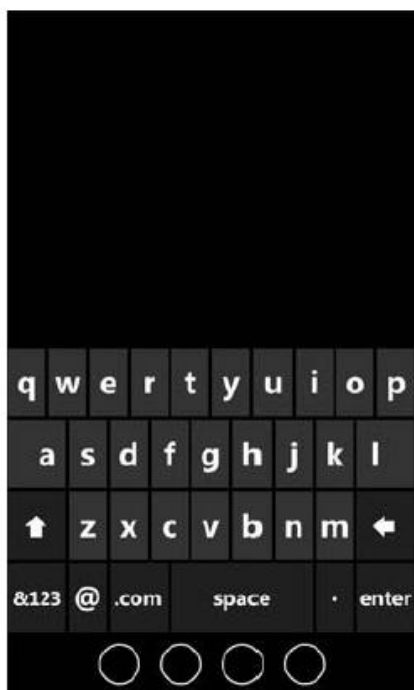 q w e r t y u i o p
a s d f g h j k l
z x c v b n m
&123 @ .com space . enter